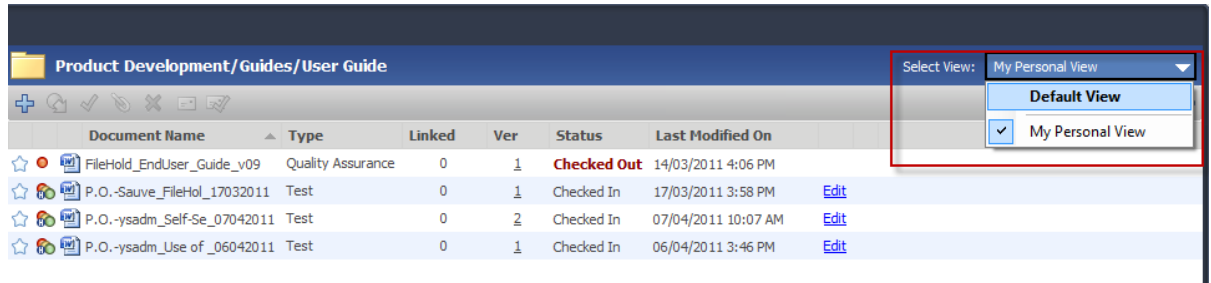 Product Development/Guides/User Guide
Select View: My Personal View
Default View
My Personal View
Document Name Type Linked Ver Status Last Modified On
FileHold_EndUser_Guide_v09 Quality Assurance 0 1 Checked Out 14/03/2011 4:06 PM
P.O.-Sauve_FileHol_17032011 Test 0 1 Checked In 17/03/2011 3:58 PM Edit
P.O.-ysadm_Self-Se_07042011 Test 0 2 Checked In 07/04/2011 10:07 AM Edit
P.O.-ysadm_Use of _06042011 Test 0 1 Checked In 06/04/2011 3:46 PM Edit